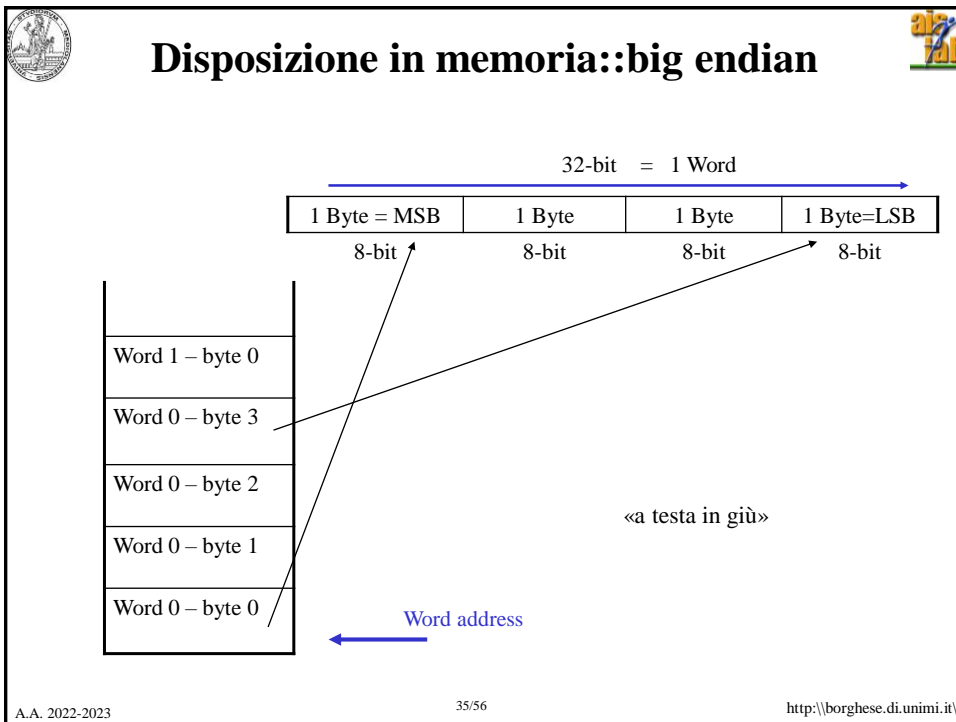 Disposizione in memoria::big endian
32-bit = 1 Word
1 Byte = MSB 1 Byte 1 Byte 1 Byte=LSB
8-bit 8-bit 8-bit 8-bit
Word 1 – byte 0
Word 0 – byte 3
Word 0 – byte 2
«a testa in giù»
Word 0 – byte 1
Word 0 – byte 0
Word address
A.A. 2022-2023 35/56 http:\\borghese.di.unimi.it\